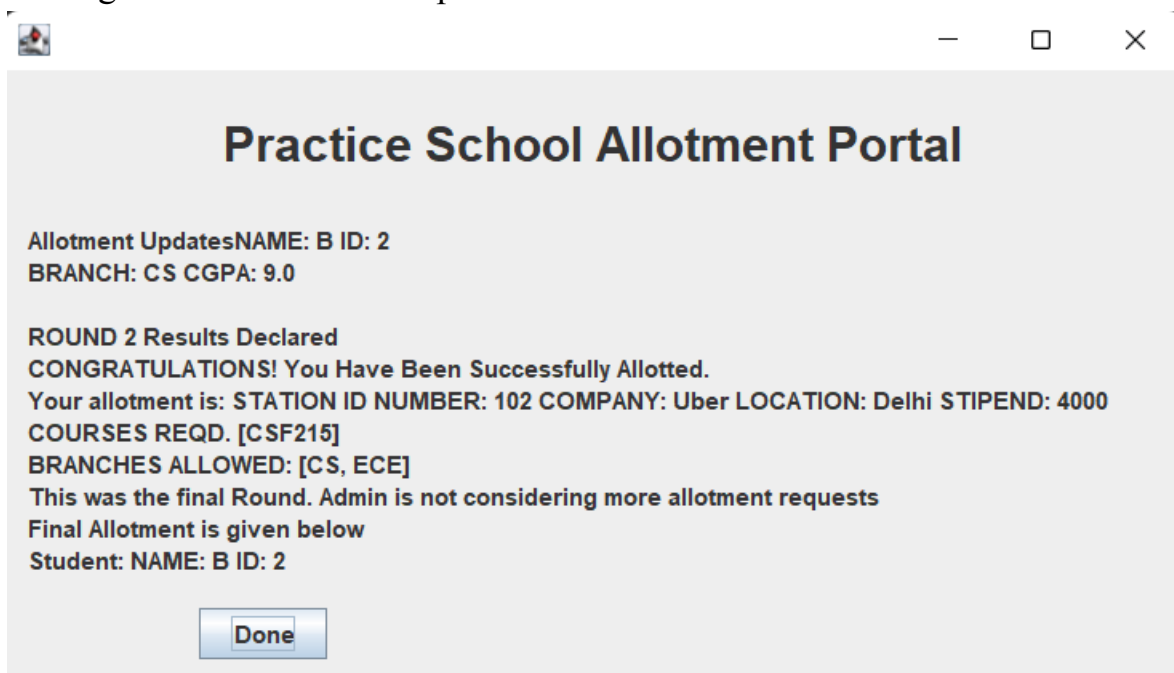 Practice School Allotment Portal
Allotment UpdatesNAME: B ID: 2
BRANCH: CS CGPA: 9.0
ROUND 2 Results Declared
CONGRATULATIONS! You Have Been Successfully Allotted.
Your allotment is: STATION ID NUMBER: 102 COMPANY: Uber LOCATION: Delhi STIPEND: 4000
COURSES REQD. [CSF215]
BRANCHES ALLOWED: [CS, ECE]
This was the final Round. Admin is not considering more allotment requests
Final Allotment is given below
Student: NAME: B ID: 2
Done